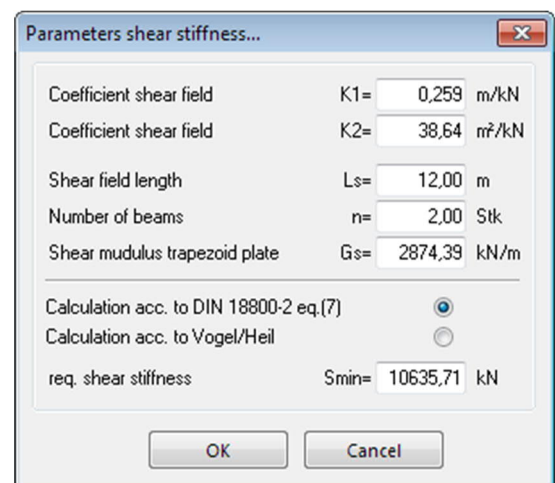 Parameters shear stiffness...
Coefficient shear field K1= 0,259 m/kN
Coefficient shear field K2= 38,64 m²/kN
Shear field length Ls= 12,00 m
Number of beams n= 2,00 Stk
Shear mudulus trapezoid plate Gs= 2874,39 kN/m
Calculation acc. to DIN 18800-2 eq.(7)
Calculation acc. to Vogel/Heil
req. shear stiffness Smin= 10635,71 kN
OK Cancel